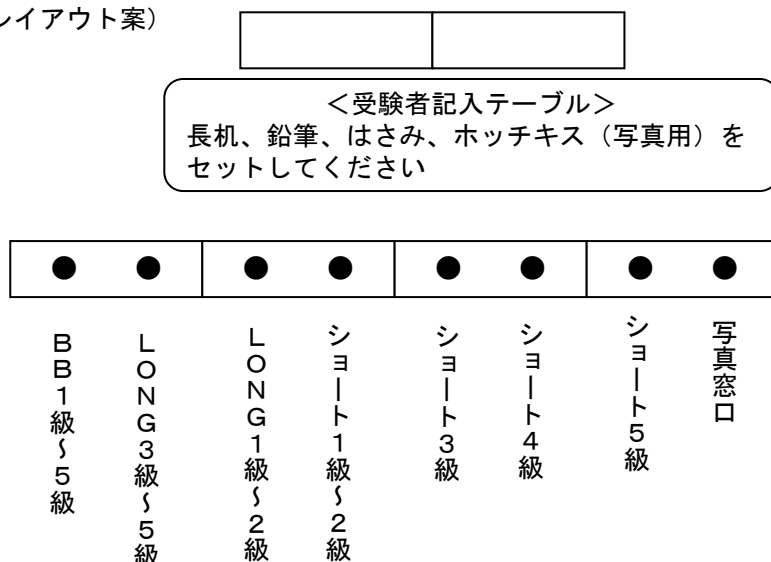 レイアウト案）
＜受験者記入テーブル＞
長机、鉛筆、はさみ、ホッチキス（写真用）を
セットしてください
ＢＢ１級～５級
ＬＯＮＧ３級～５級
ＬＯＮＧ１級～２級
ショート１級～２級
ショート３級
ショート４級
ショート５級
写真窓口